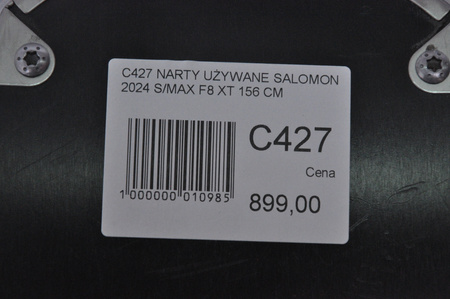 C427 NARTY UŻYWANE SALOMON
2024 S/MAX F8 XT 156 CM
C427
Cena
899,00
1 000000 010985